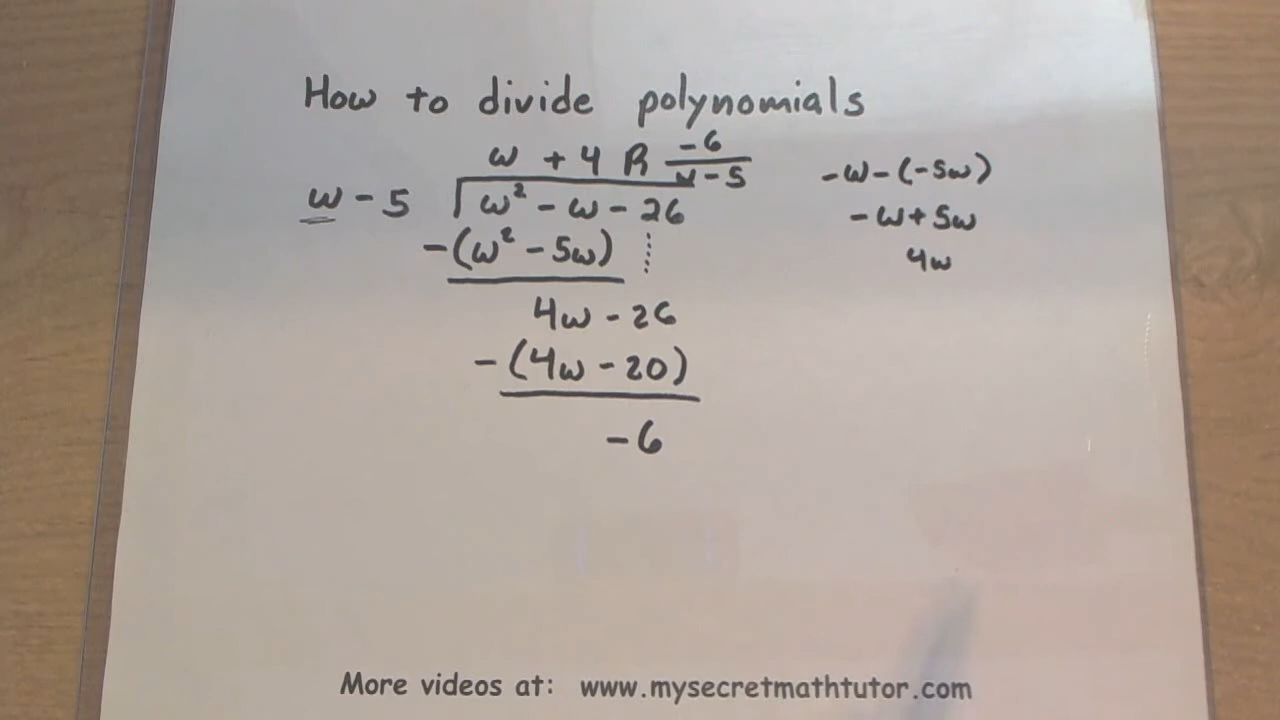 How to divide polynomials
-6
w + 4 R ――
w - 5
w - 5 √ w² - w - 26
-(w² - 5w)
4w - 26
-(4w - 20)
-6
-w-(-5w)
-w+5w
4w
More videos at: www.mysecretmathtutor.com